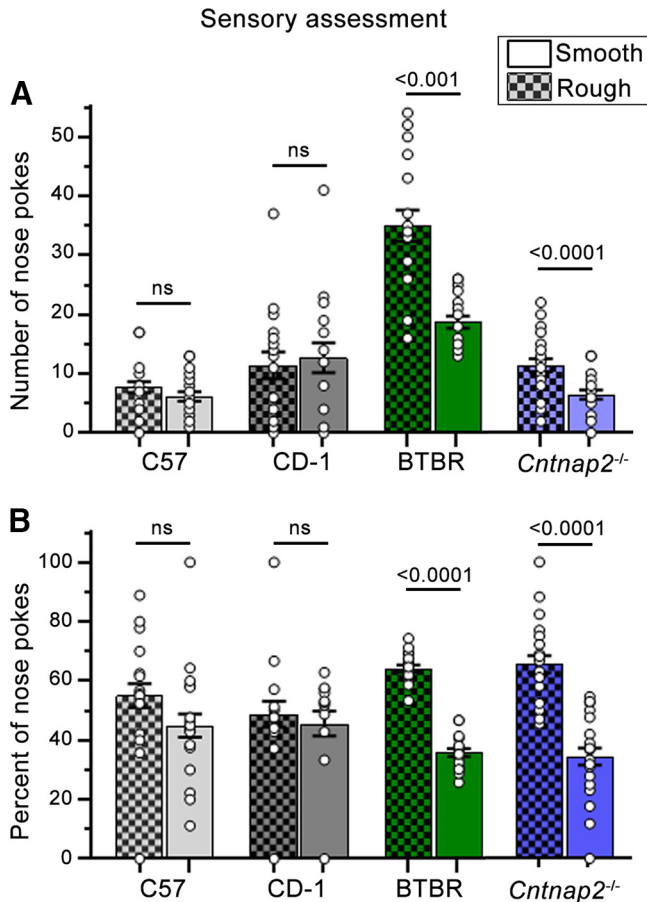 Sensory assessment
Smooth
Rough
A
Number of nose pokes
50
40
30
20
10
0
ns
ns
<0.001
<0.0001
C57
CD-1
BTBR
Cntnap2-/-
B
Percent of nose pokes
100
80
60
40
20
0
ns
ns
<0.0001
<0.0001
C57
CD-1
BTBR
Cntnap2-/-